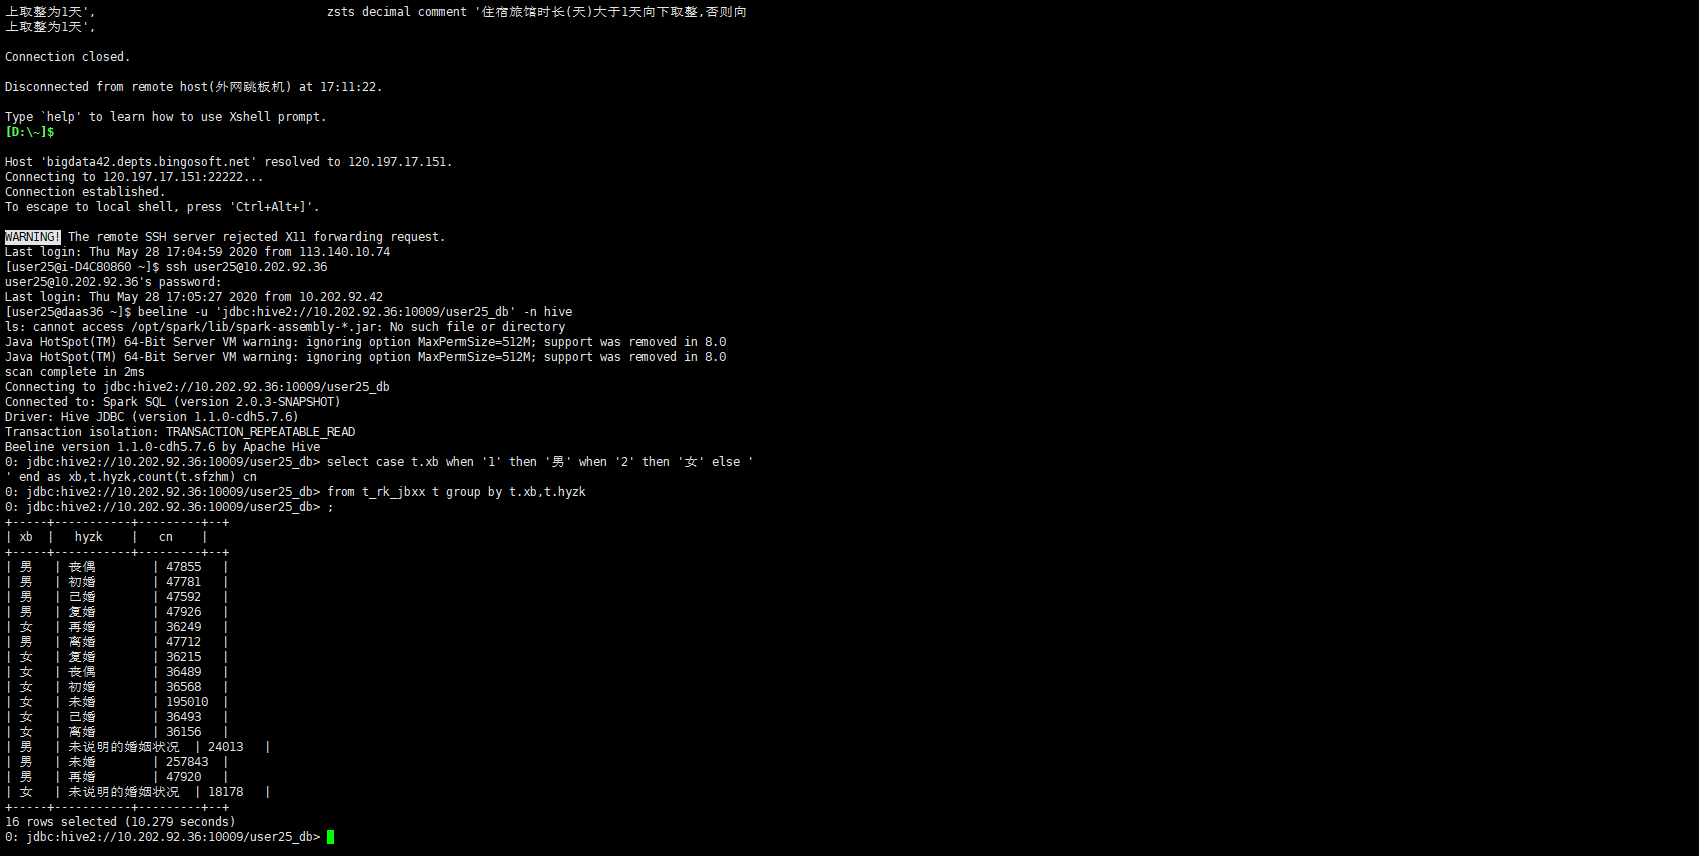 上取整为1天', zsts decimal comment '住宿旅馆时长(天)大于1天向下取整,否则向
上取整为1天',
Connection closed.
Disconnected from remote host(外网跳板机) at 17:11:22.
Type `help' to learn how to use Xshell prompt.
[D:\~]$
Host 'bigdata42.depts.bingosoft.net' resolved to 120.197.17.151.
Connecting to 120.197.17.151:22222...
Connection established.
To escape to local shell, press 'Ctrl+Alt+]'.
WARNING! The remote SSH server rejected X11 forwarding request.
Last login: Thu May 28 17:04:59 2020 from 113.140.10.74
[user25@i-D4C80860 ~]$ ssh user25@10.202.92.36
user25@10.202.92.36's password:
Last login: Thu May 28 17:05:27 2020 from 10.202.92.42
[user25@daas36 ~]$ beeline -u 'jdbc:hive2://10.202.92.36:10009/user25_db' -n hive
ls: cannot access /opt/spark/lib/spark-assembly-*.jar: No such file or directory
Java HotSpot(TM) 64-Bit Server VM warning: ignoring option MaxPermSize=512M; support was removed in 8.0
Java HotSpot(TM) 64-Bit Server VM warning: ignoring option MaxPermSize=512M; support was removed in 8.0
scan complete in 2ms
Connecting to jdbc:hive2://10.202.92.36:10009/user25_db
Connected to: Spark SQL (version 2.0.3-SNAPSHOT)
Driver: Hive JDBC (version 1.1.0-cdh5.7.6)
Transaction isolation: TRANSACTION_REPEATABLE_READ
Beeline version 1.1.0-cdh5.7.6 by Apache Hive
0: jdbc:hive2://10.202.92.36:10009/user25_db> select case t.xb when '1' then '男' when '2' then '女' else '
' end as xb,t.hyzk,count(t.sfzhm) cn
0: jdbc:hive2://10.202.92.36:10009/user25_db> from t_rk_jbxx t group by t.xb,t.hyzk
0: jdbc:hive2://10.202.92.36:10009/user25_db> ;
+-----+-----------+---------+--+
| xb | hyzk | cn |
+-----+-----------+---------+--+
| 男 | 丧偶 | 47855 |
| 男 | 初婚 | 47781 |
| 男 | 已婚 | 47592 |
| 男 | 复婚 | 47926 |
| 女 | 再婚 | 36249 |
| 男 | 离婚 | 47712 |
| 女 | 复婚 | 36215 |
| 女 | 丧偶 | 36489 |
| 女 | 初婚 | 36568 |
| 女 | 未婚 | 195010 |
| 女 | 已婚 | 36493 |
| 女 | 离婚 | 36156 |
| 男 | 未说明的婚姻状况 | 24013 |
| 男 | 未婚 | 257843 |
| 男 | 再婚 | 47920 |
| 女 | 未说明的婚姻状况 | 18178 |
+-----+-----------+---------+--+
16 rows selected (10.279 seconds)
0: jdbc:hive2://10.202.92.36:10009/user25_db>